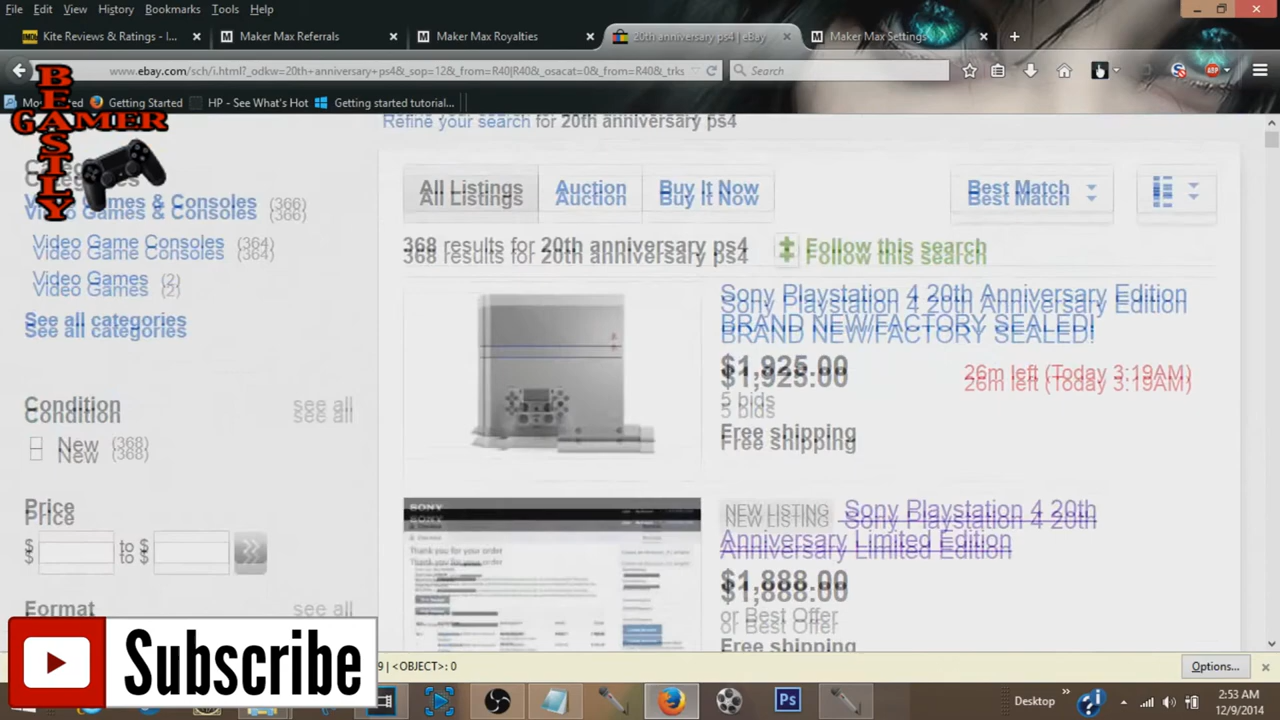 File Edit View History Bookmarks Tools Help
Kite Reviews & Ratings - I... × Maker Max Referrals × Maker Max Royalties × 20th anniversary ps4 | eBay × Maker Max Settings × +
www.ebay.com/sch/i.html?_odkw=20th+anniversary+ps4&_sop=12&_from=R40|R40&_osacat=0&_from=R40&_trks Search
Getting Started HP - See What's Hot Getting started tutorial...
BEASTLY
GAMER
Refine your search for 20th anniversary ps4
Categories
All Listings Auction Buy It Now Best Match
Video Games & Consoles (366)
Video Game Consoles (364)
Video Games (2)
See all categories
368 results for 20th anniversary ps4 Follow this search
Sony Playstation 4 20th Anniversary Edition
BRAND NEW/FACTORY SEALED!
$1,925.00 26m left (Today 3:19AM)
5 bids
Free shipping
Condition see all
New (368)
Price
$ to $
Format see all
SONY
Thank you for your order
NEW LISTING Sony Playstation 4 20th
Anniversary Limited Edition
$1,888.00
or Best Offer
Free shipping
Subscribe
9 | <OBJECT>: 0 Options... ×
Ps
Desktop
2:53 AM
12/9/2014